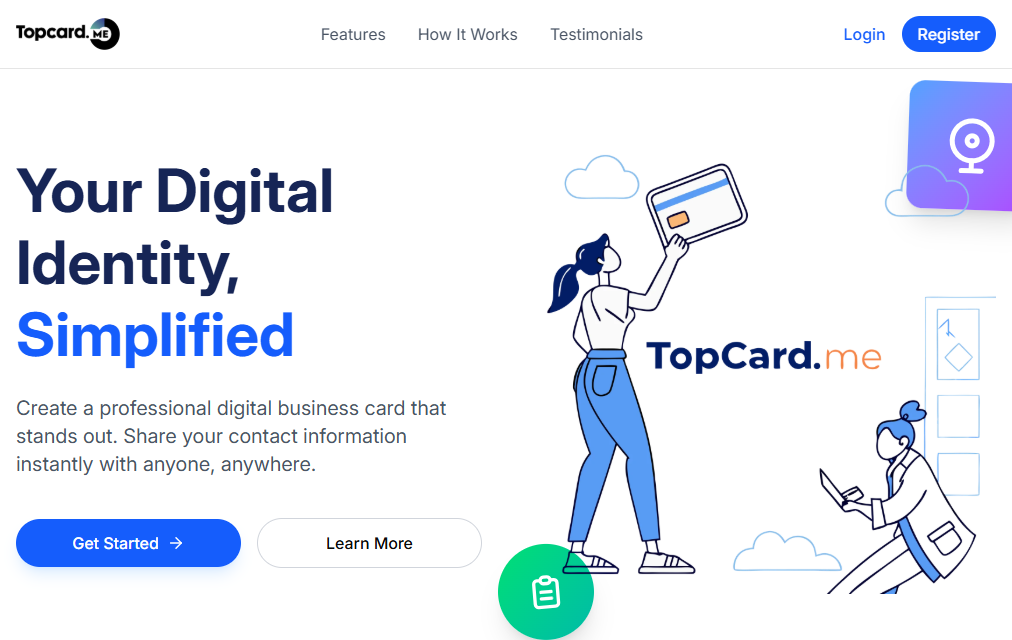 Topcard.ME
Features
How It Works
Testimonials
Login
Register
Your Digital
Identity,
Simplified
Create a professional digital business card that
stands out. Share your contact information
instantly with anyone, anywhere.
Get Started →
Learn More
TopCard.me